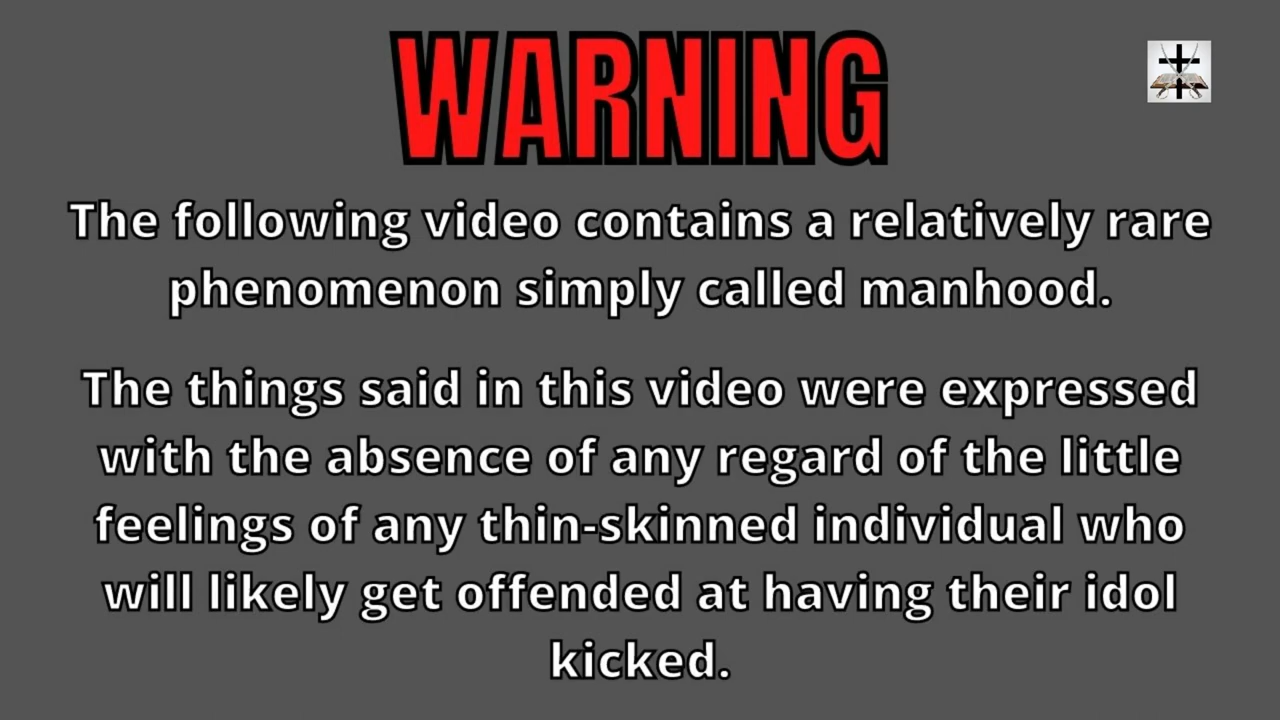 WARNING
The following video contains a relatively rare
phenomenon simply called manhood.
The things said in this video were expressed
with the absence of any regard of the little
feelings of any thin-skinned individual who
will likely get offended at having their idol
kicked.